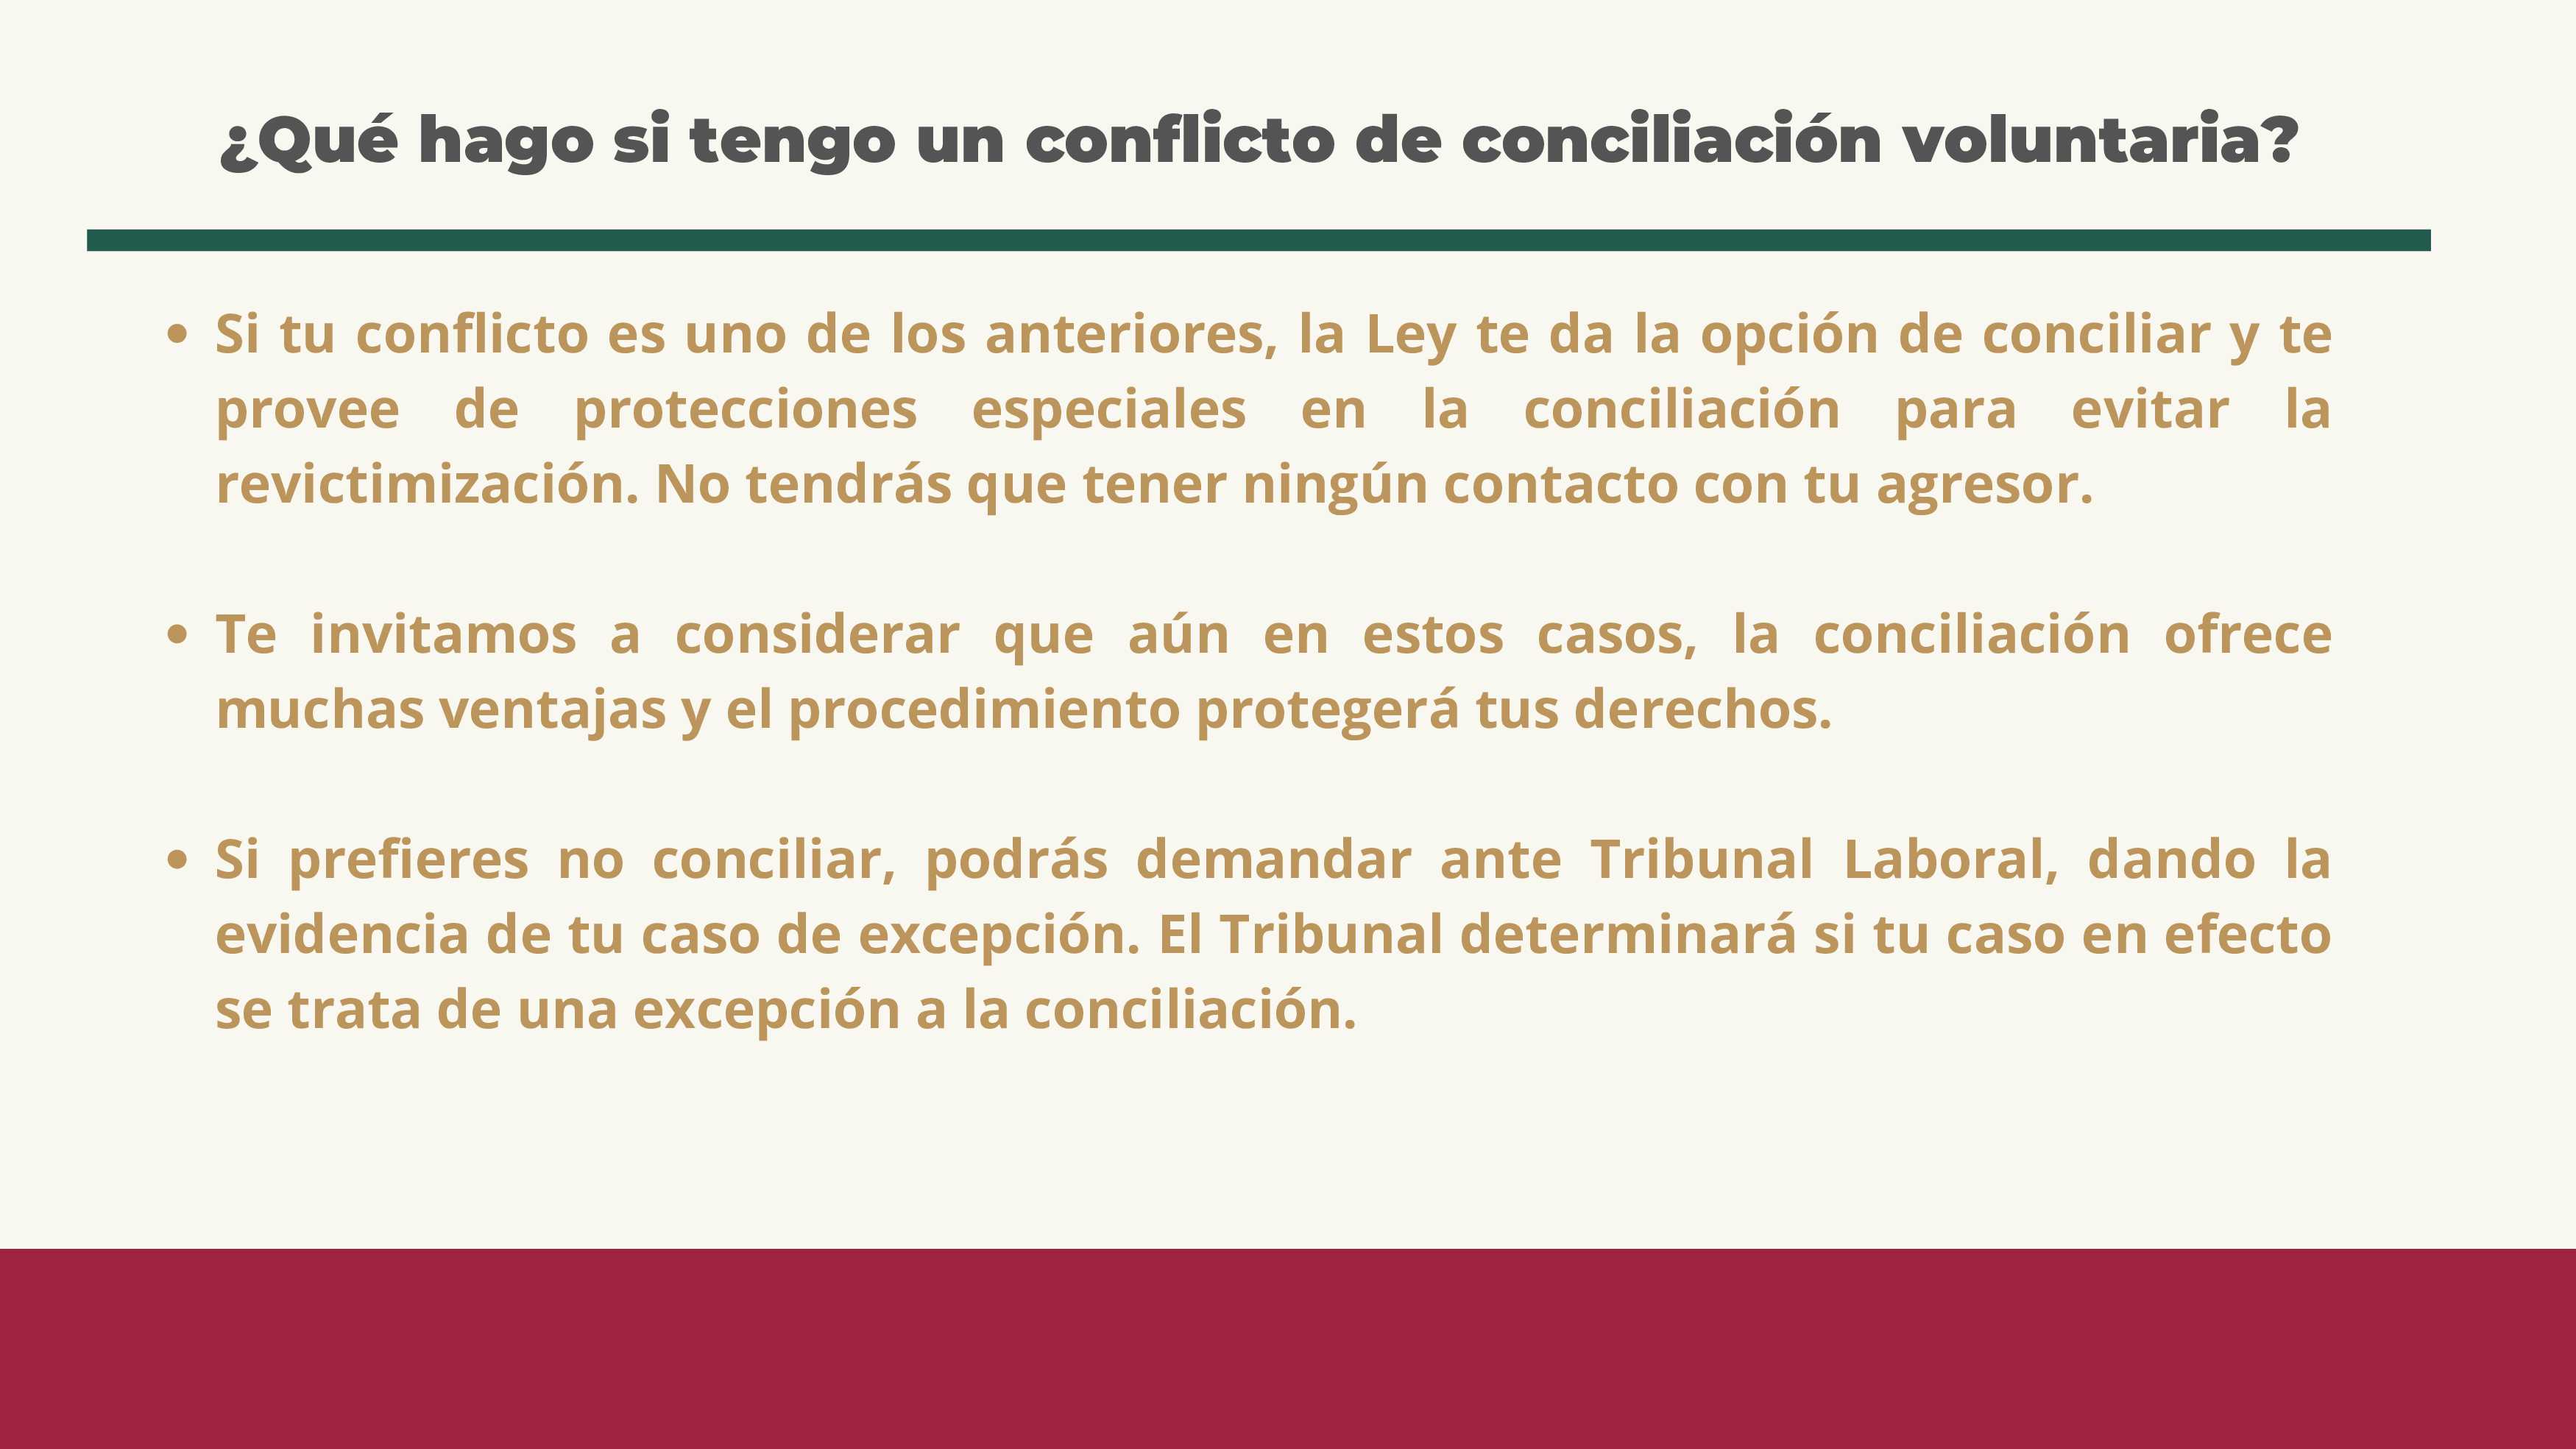 ¿Qué hago si tengo un conflicto de conciliación voluntaria?
• Si tu conflicto es uno de los anteriores, la Ley te da la opción de conciliar y te
provee de protecciones especiales en la conciliación para evitar la
revictimización. No tendrás que tener ningún contacto con tu agresor.
• Te invitamos a considerar que aún en estos casos, la conciliación ofrece
muchas ventajas y el procedimiento protegerá tus derechos.
• Si prefieres no conciliar, podrás demandar ante Tribunal Laboral, dando la
evidencia de tu caso de excepción. El Tribunal determinará si tu caso en efecto
se trata de una excepción a la conciliación.